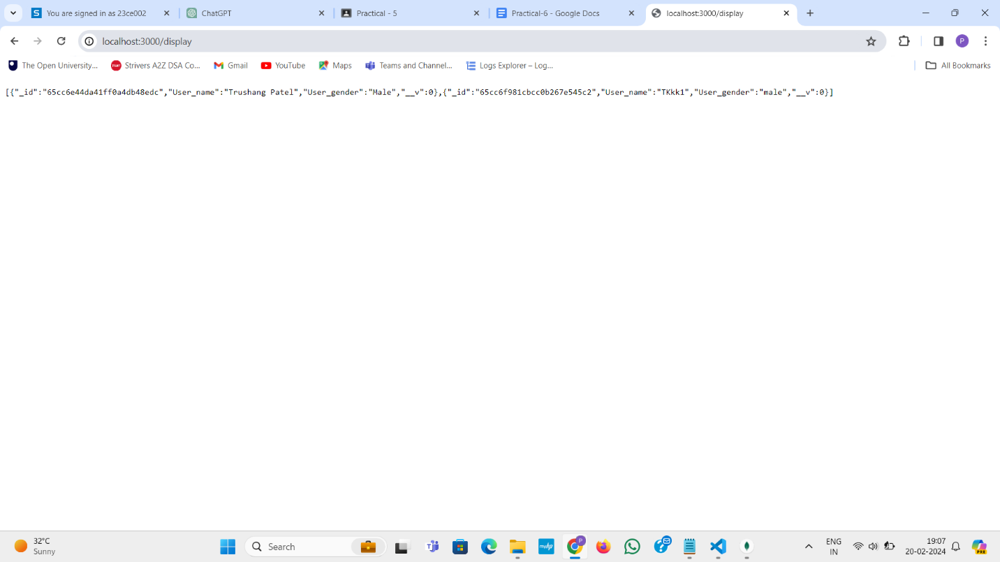 You are signed in as 23ce002
ChatGPT
Practical - 5
Practical-6 - Google Docs
localhost:3000/display
localhost:3000/display
P
The Open University...
TUF Strivers A2Z DSA Co...
Gmail
YouTube
Maps
Teams and Channel...
Logs Explorer – Log...
All Bookmarks
[{"_id":"65cc6e44da41ff0a4db48edc","User_name":"Trushang Patel","User_gender":"Male","__v":0},{"_id":"65cc6f981cbcc0b267e545c2","User_name":"TKkk1","User_gender":"male","__v":0}]
32°C
Sunny
Search
myhp
P
ENG
IN
19:07
20-02-2024
PRE